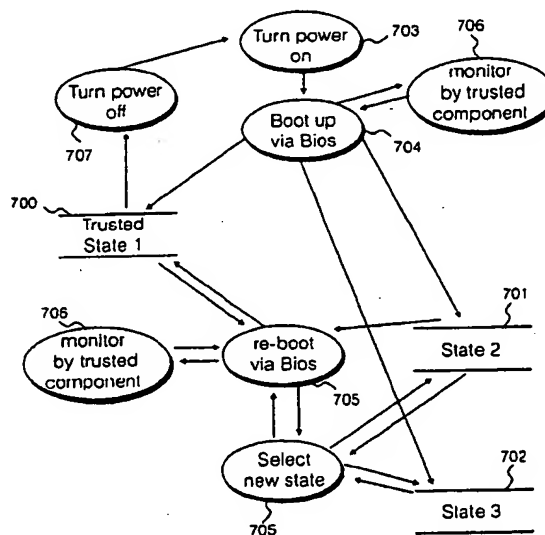 Turn power
on
703
706
monitor
by trusted
component
Turn power
off
707
Boot up
via Bios
704
700
Trusted
State 1
701
State 2
706
monitor
by trusted
component
re-boot
via Bios
705
Select
new state
705
702
State 3